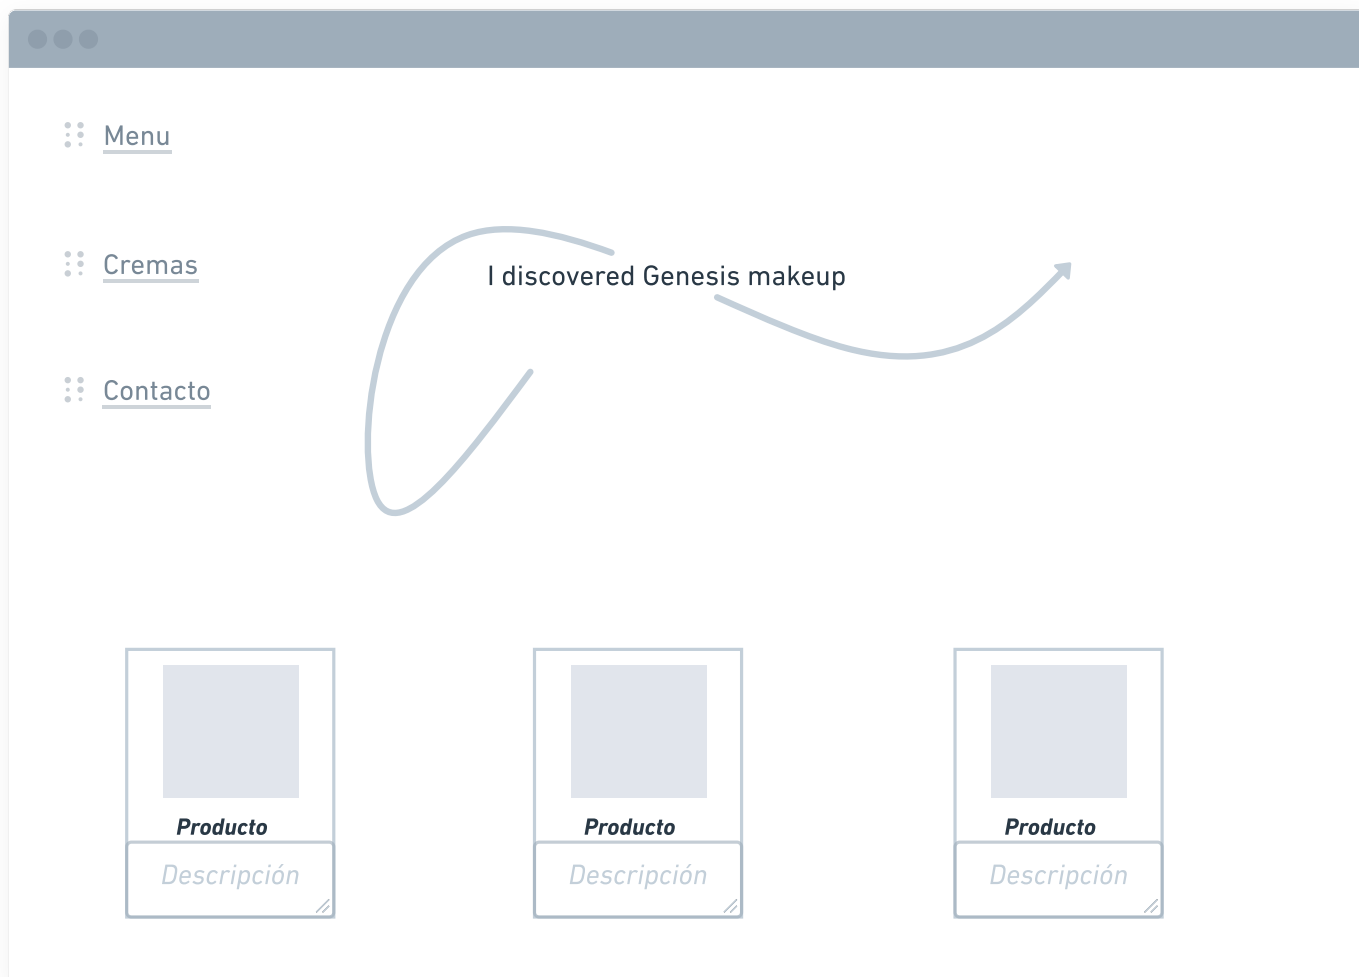 Menu
Cremas
I discovered Genesis makeup
Contacto
Producto
Descripción
Producto
Descripción
Producto
Descripción